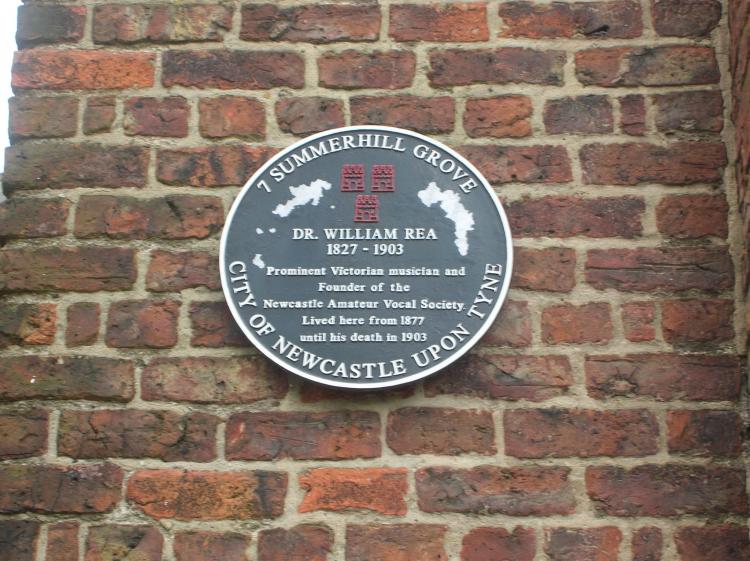 7 SUMMERHILL GROVE
DR. WILLIAM REA
1827 - 1903
Prominent Victorian musician and
Founder of the
Newcastle Amateur Vocal Society.
Lived here from 1877
until his death in 1903
CITY OF NEWCASTLE UPON TYNE